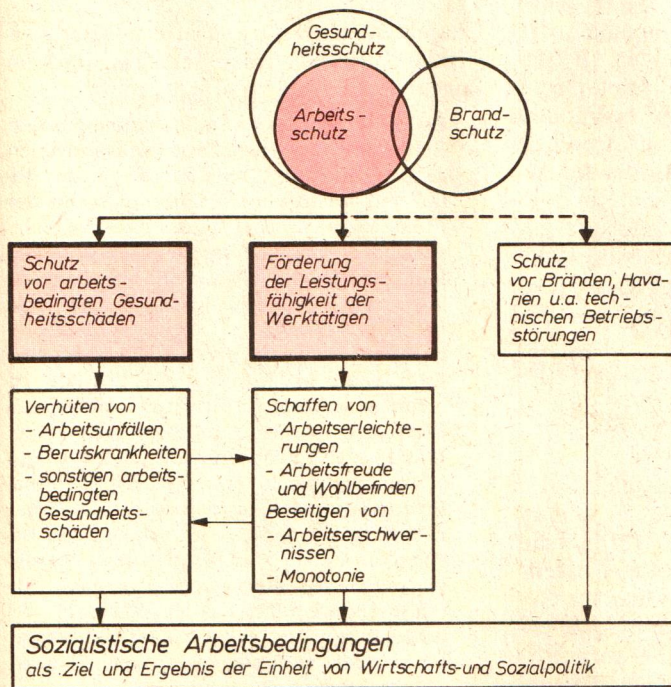 Gesund-
heitsschutz
Arbeits-
schutz
Brand-
schutz
Schutz
vor arbeits-
bedingten Gesund-
heitsschäden
Förderung
der Leistungs-
fähigkeit der
Werktätigen
Schutz
vor Bränden, Hava-
rien u.a. tech-
nischen Betriebs-
störungen
Verhüten von
- Arbeitsunfällen
- Berufskrankheiten
- sonstigen arbeits-
bedingten
Gesundheits-
schäden
Schaffen von
- Arbeitserleichte-
rungen
- Arbeitsfreude
und Wohlbefinden
Beseitigen von
- Arbeitserschwer-
nissen
- Monotonie
Sozialistische Arbeitsbedingungen
als Ziel und Ergebnis der Einheit von Wirtschafts-und Sozialpolitik